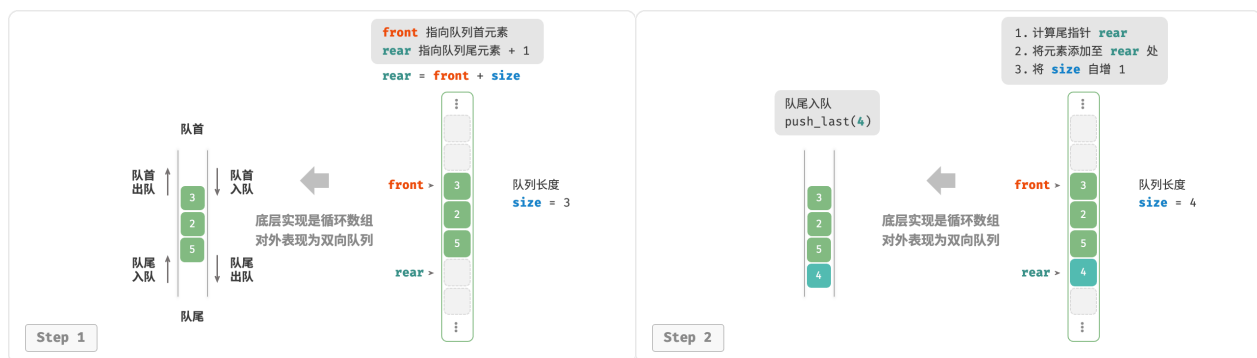 front 指向队列首元素
rear 指向队列尾元素 + 1
rear = front + size
队首
队首
出队
队首
入队
3
2
5
队尾
入队
队尾
出队
队尾
底层实现是循环数组
对外表现为双向队列
front
3
2
5
rear
队列长度
size = 3
Step 1
1. 计算尾指针 rear
2. 将元素添加至 rear 处
3. 将 size 自增 1
队尾入队
push_last(4)
3
2
5
4
底层实现是循环数组
对外表现为双向队列
front
3
2
5
rear
4
队列长度
size = 4
Step 2